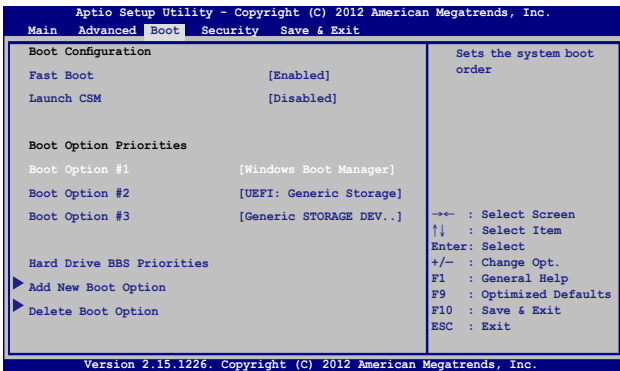 Aptio Setup Utility - Copyright (C) 2012 American Megatrends, Inc.
Main Advanced Boot Security Save & Exit
Boot Configuration
Fast Boot [Enabled]
Launch CSM [Disabled]
Boot Option Priorities
Boot Option #1 [Windows Boot Manager]
Boot Option #2 [UEFI: Generic Storage]
Boot Option #3 [Generic STORAGE DEV..]
Hard Drive BBS Priorities
Add New Boot Option
Delete Boot Option
Sets the system boot
order
→← : Select Screen
↑↓ : Select Item
Enter: Select
+/— : Change Opt.
F1 : General Help
F9 : Optimized Defaults
F10 : Save & Exit
ESC : Exit
Version 2.15.1226. Copyright (C) 2012 American Megatrends, Inc.